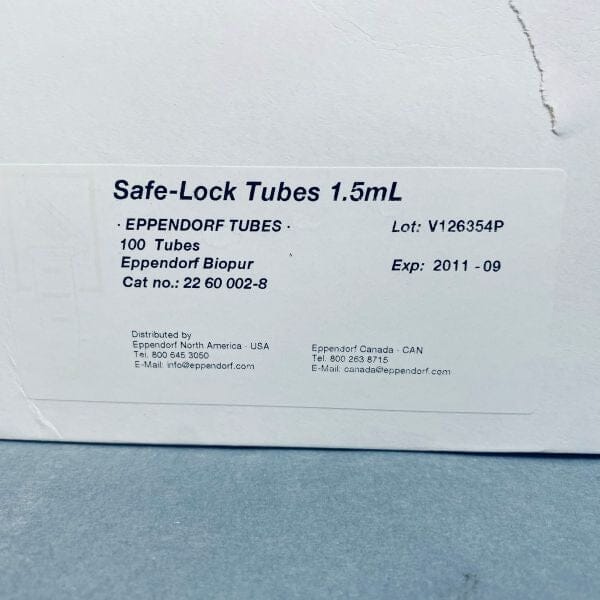 Safe-Lock Tubes 1.5mL
· EPPENDORF TUBES ·
Lot: V126354P
100 Tubes
Eppendorf Biopur
Exp: 2011 - 09
Cat no.: 22 60 002-8
Distributed by
Eppendorf North America · USA
Tel. 800 645 3050
E-Mail: info@eppendorf.com
Eppendorf Canada · CAN
Tel. 800 263 8715
E-Mail: canada@eppendorf.com